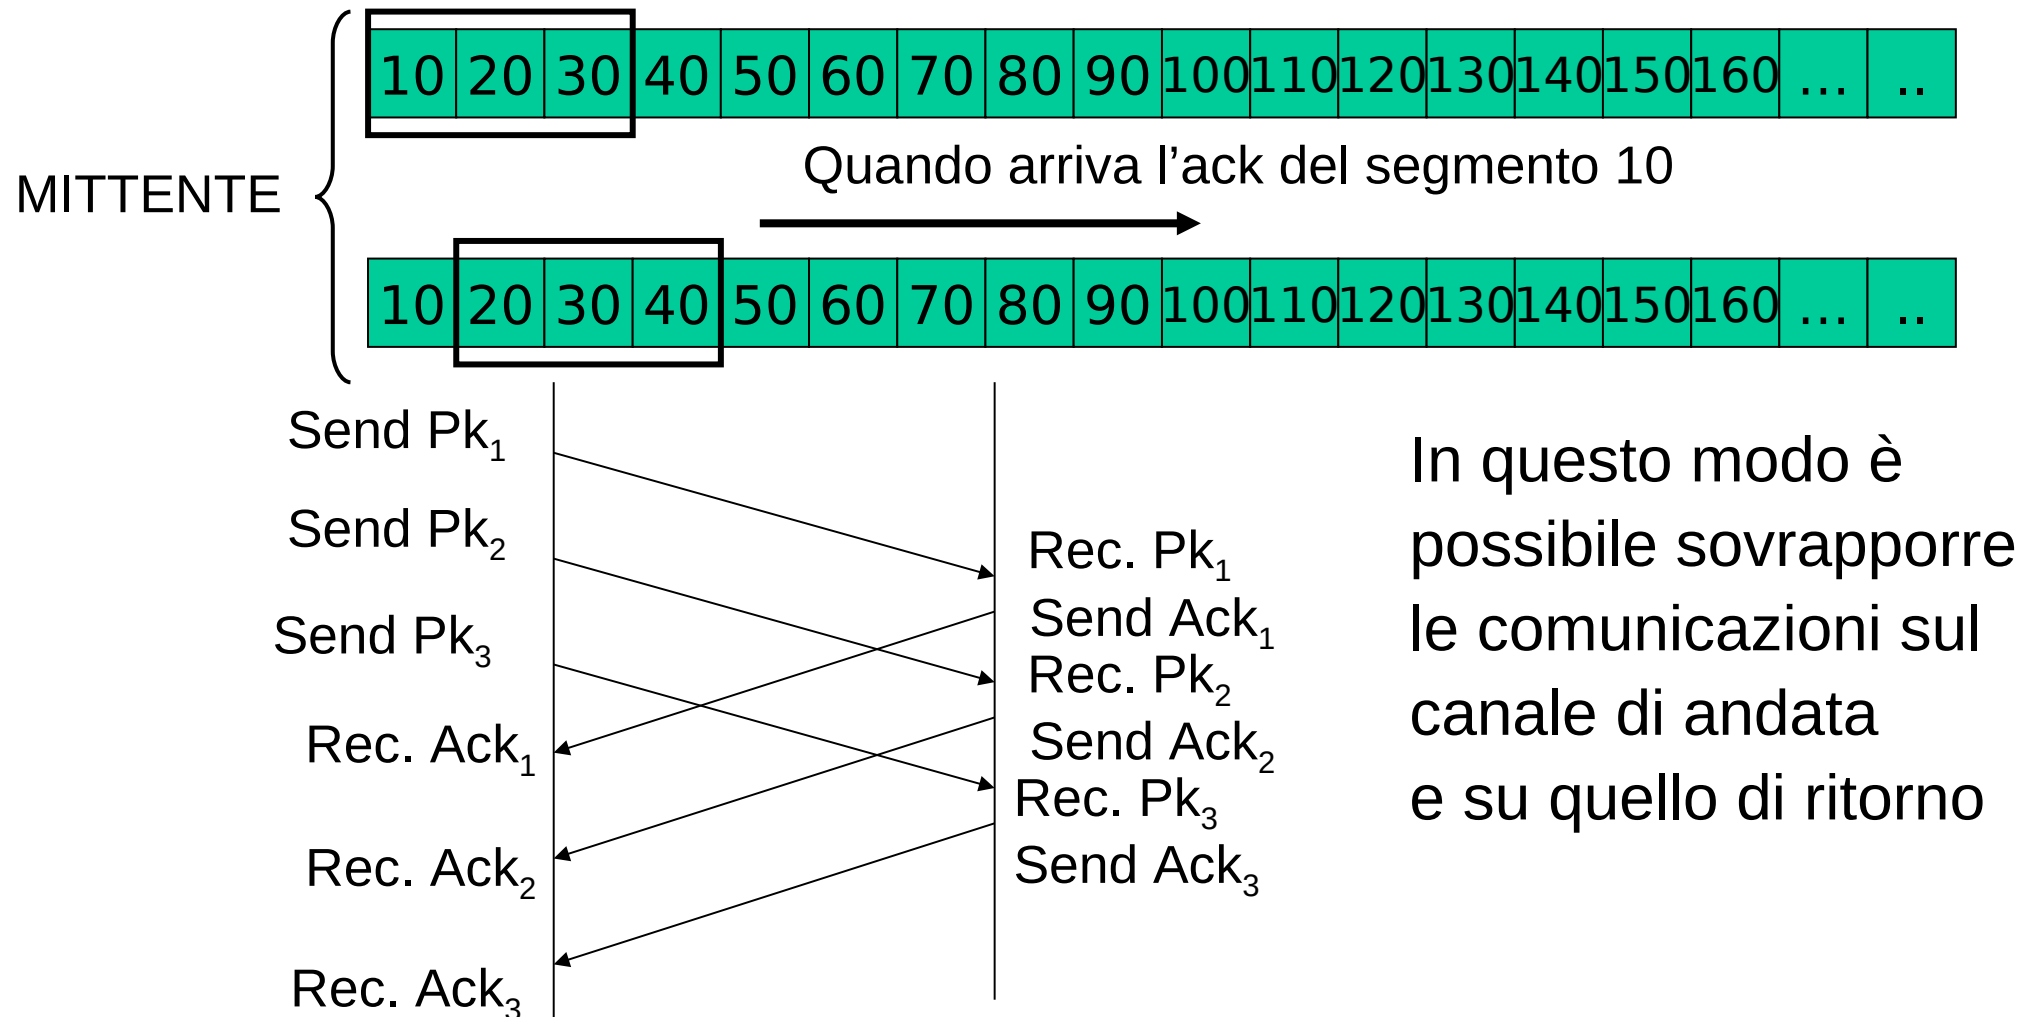 10 20 30 40 50 60 70 80 90 100 110 120 130 140 150 160 ... ..
Quando arriva l’ack del segmento 10
MITTENTE
10 20 30 40 50 60 70 80 90 100 110 120 130 140 150 160 ... ..
Send Pk1
Send Pk2
Send Pk3
Rec. Ack1
Rec. Ack2
Rec. Ack3
Rec. Pk1
Send Ack1
Rec. Pk2
Send Ack2
Rec. Pk3
Send Ack3
In questo modo è
possibile sovrapporre
le comunicazioni sul
canale di andata
e su quello di ritorno